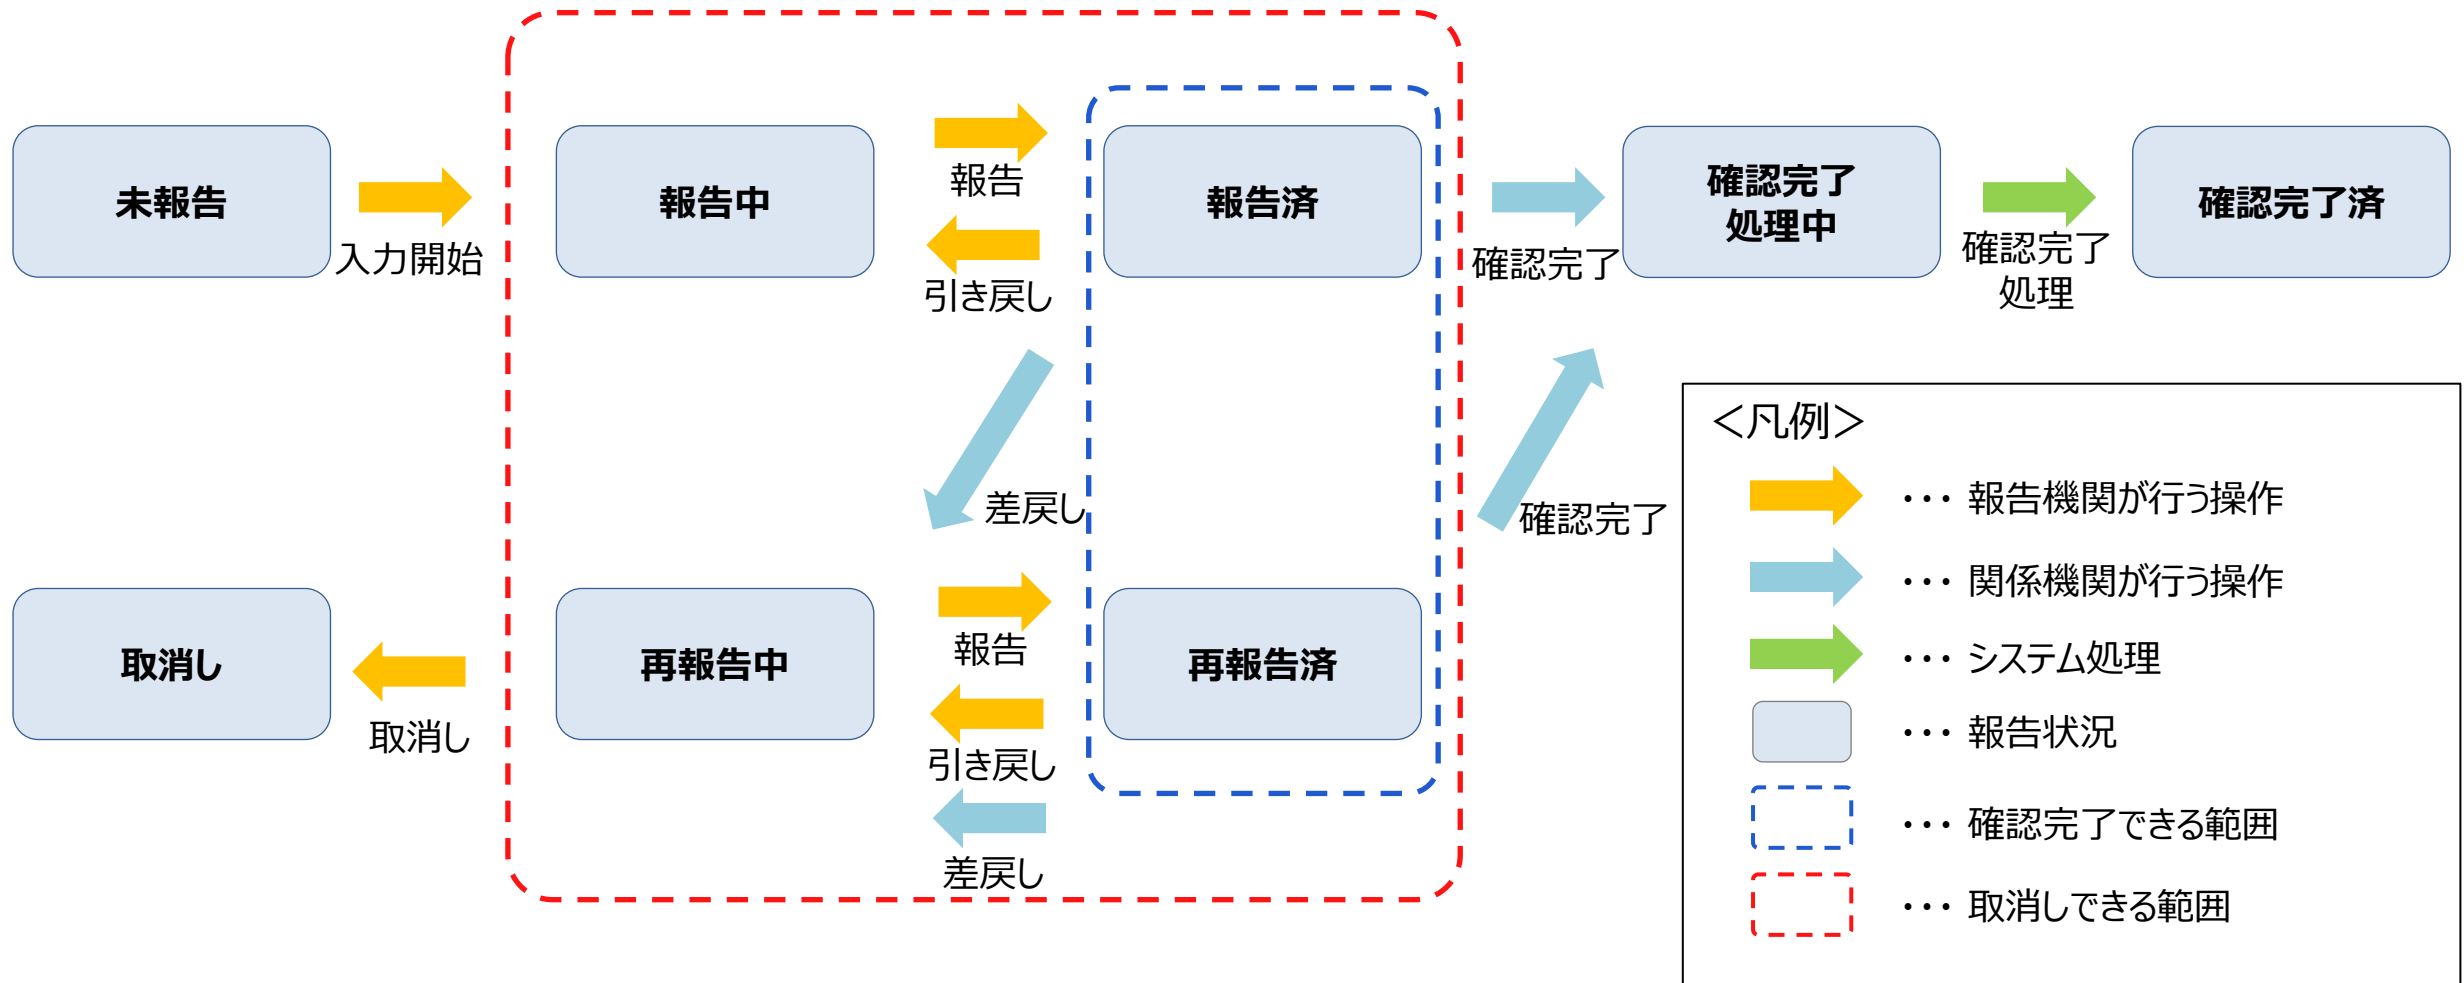 未報告
入力開始
報告中
報告
引き戻し
報告済
確認完了
確認完了
処理中
確認完了
処理
確認完了済
差戻し
確認完了
取消し
取消し
再報告中
報告
引き戻し
差戻し
再報告済
＜凡例＞
・・・ 報告機関が行う操作
・・・ 関係機関が行う操作
・・・ システム処理
・・・ 報告状況
・・・ 確認完了できる範囲
・・・ 取消しできる範囲